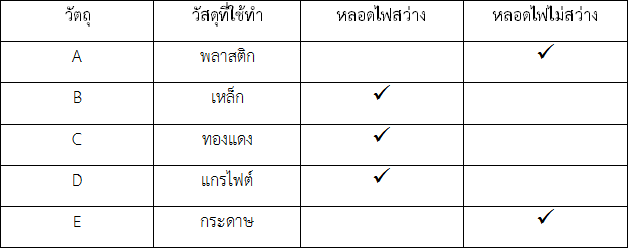 วัตถุ วัสดุที่ใช้ทำ หลอดไฟสว่าง หลอดไฟไม่สว่าง
A พลาสติก ✓
B เหล็ก ✓
C ทองแดง ✓
D แกรไฟต์ ✓
E กระดาษ ✓